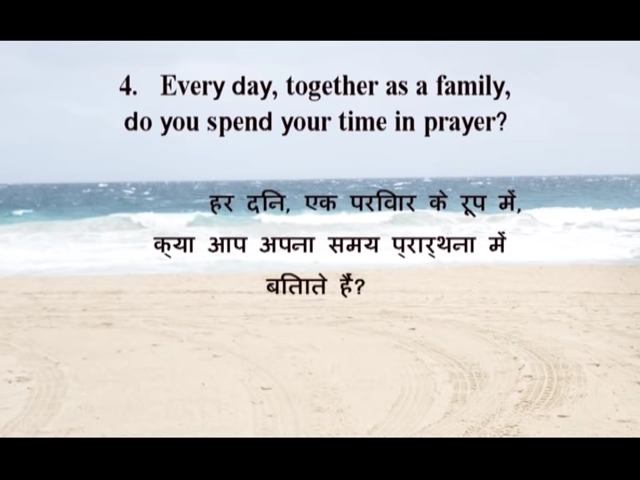 4. Every day, together as a family,
do you spend your time in prayer?
हर दनि, एक परविार के रूप में,
क्या आप अपना समय प्रार्थना में
बतिाते हैं?